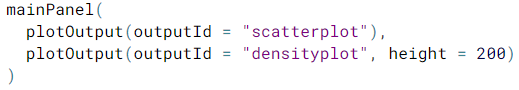 mainPanel(
  plotOutput(outputId = "scatterplot"),
  plotOutput(outputId = "densityplot", height = 200)
)